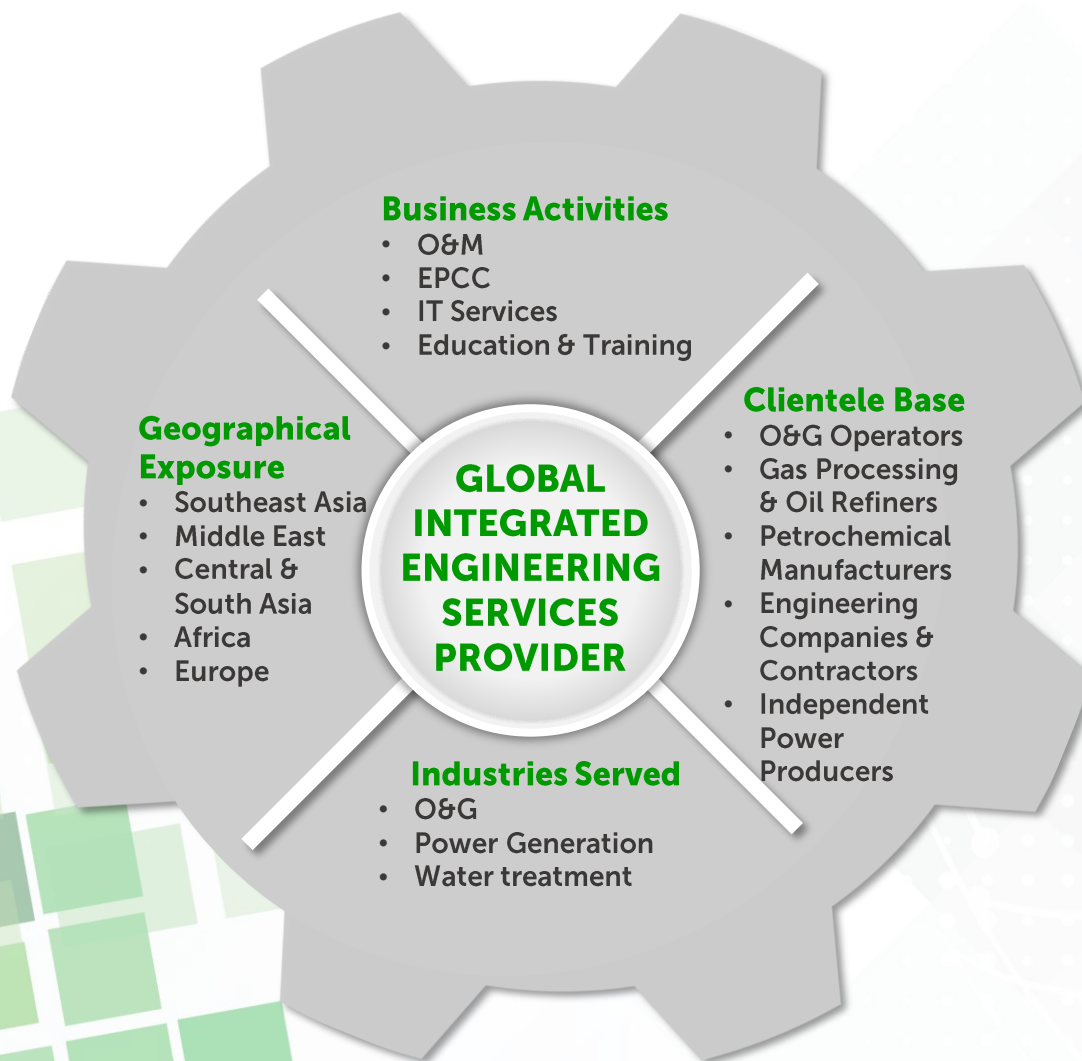 Business Activities
• O&M
• EPCC
• IT Services
• Education & Training
Geographical
Exposure
• Southeast Asia
• Middle East
• Central &
South Asia
• Africa
• Europe
GLOBAL
INTEGRATED
ENGINEERING
SERVICES
PROVIDER
Clientele Base
• O&G Operators
• Gas Processing
& Oil Refiners
• Petrochemical
Manufacturers
• Engineering
Companies &
Contractors
• Independent
Power
Producers
Industries Served
• O&G
• Power Generation
• Water treatment